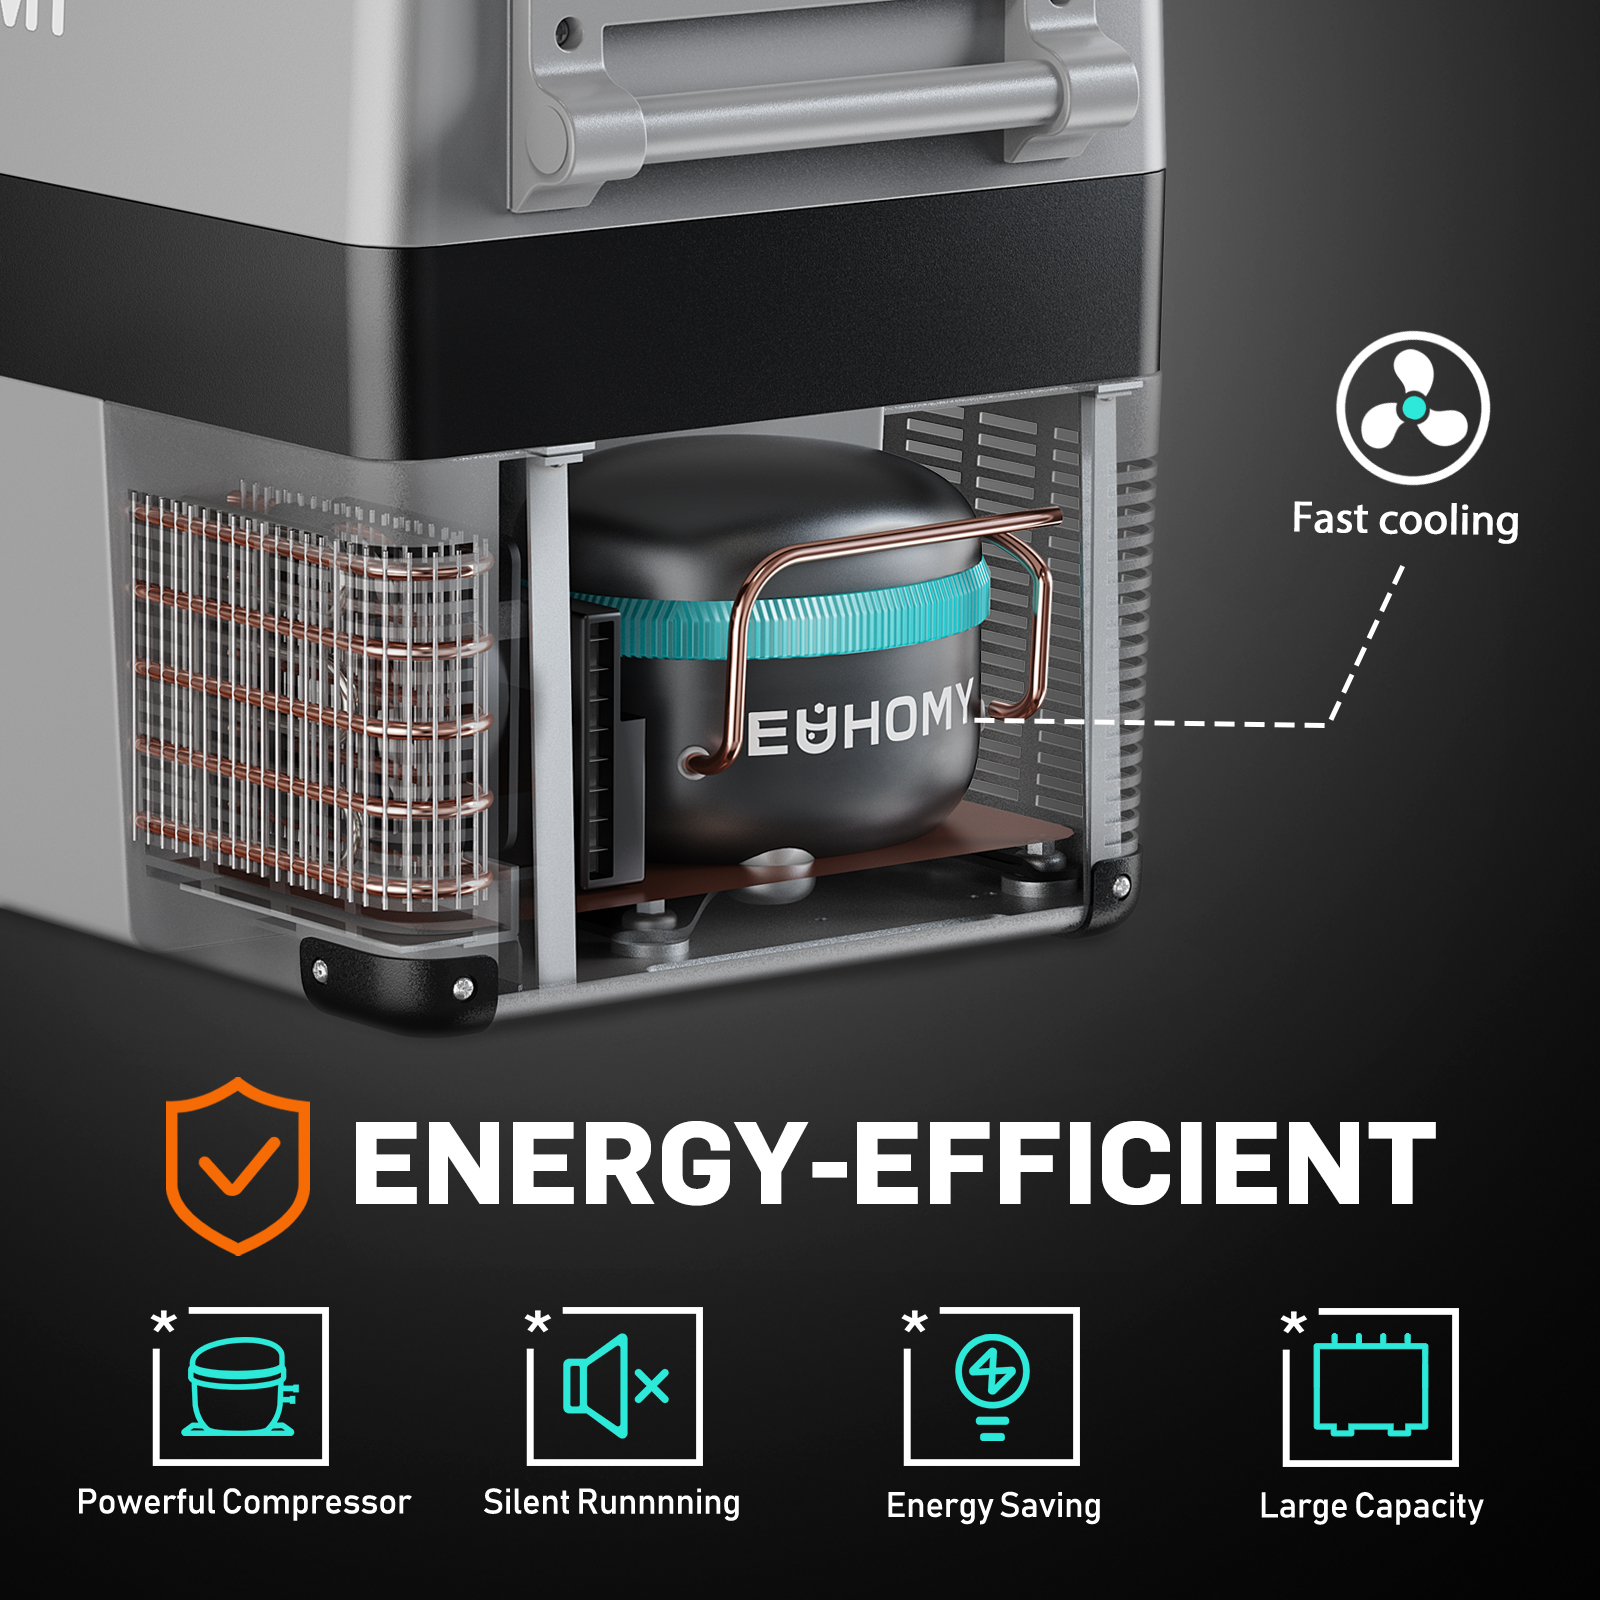 Fast cooling
EUHOMY
ENERGY-EFFICIENT
* * * *
Powerful Compressor
Silent Runnnning
Energy Saving
Large Capacity